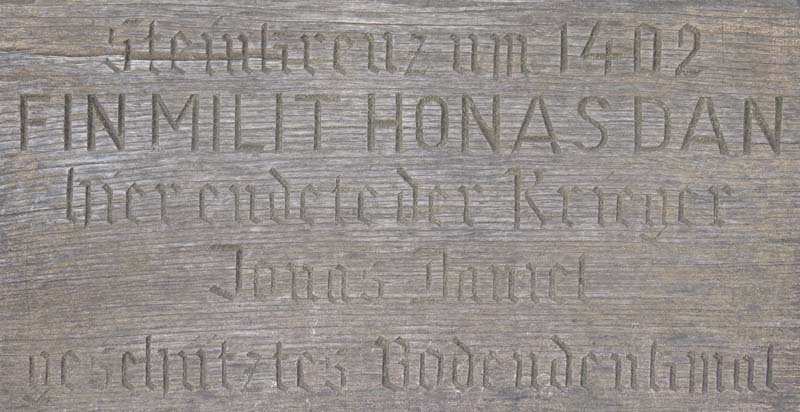 Steinkreuz um 1402
FIN MILIT HONAS DAN
hier endete der Krieger
Jonas Daniel
geschütztes Bodendenkmal